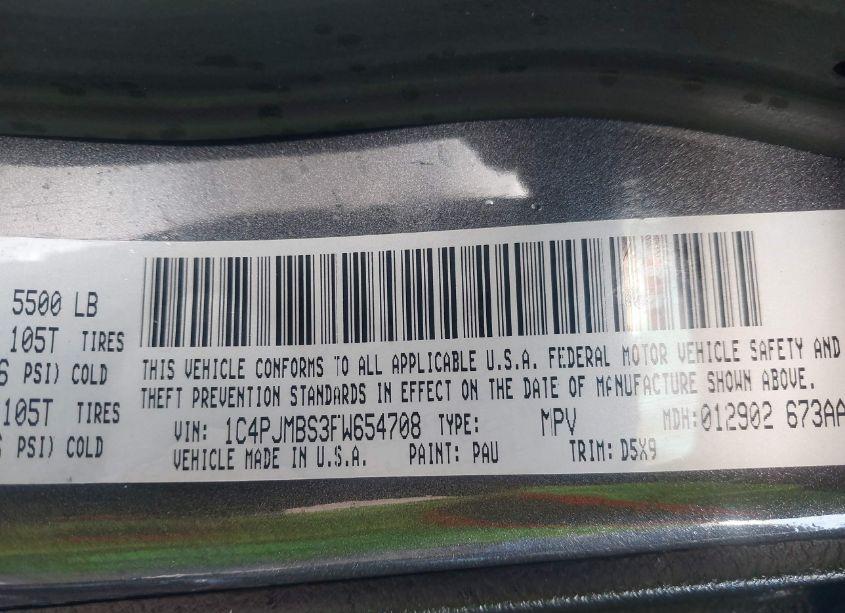 5500 LB
105T TIRES
6 PSI) COLD
105T TIRES
PSI) COLD
THIS VEHICLE CONFORMS TO ALL APPLICABLE U.S.A. FEDERAL MOTOR VEHICLE SAFETY AND
THEFT PREVENTION STANDARDS IN EFFECT ON THE DATE OF MANUFACTURE SHOWN ABOVE.
VIN: 1C4PJMBS3FW654708 TYPE: MPV MDH:012902 673AA
VEHICLE MADE IN U.S.A. PAINT: PAU TRIM: D5X9